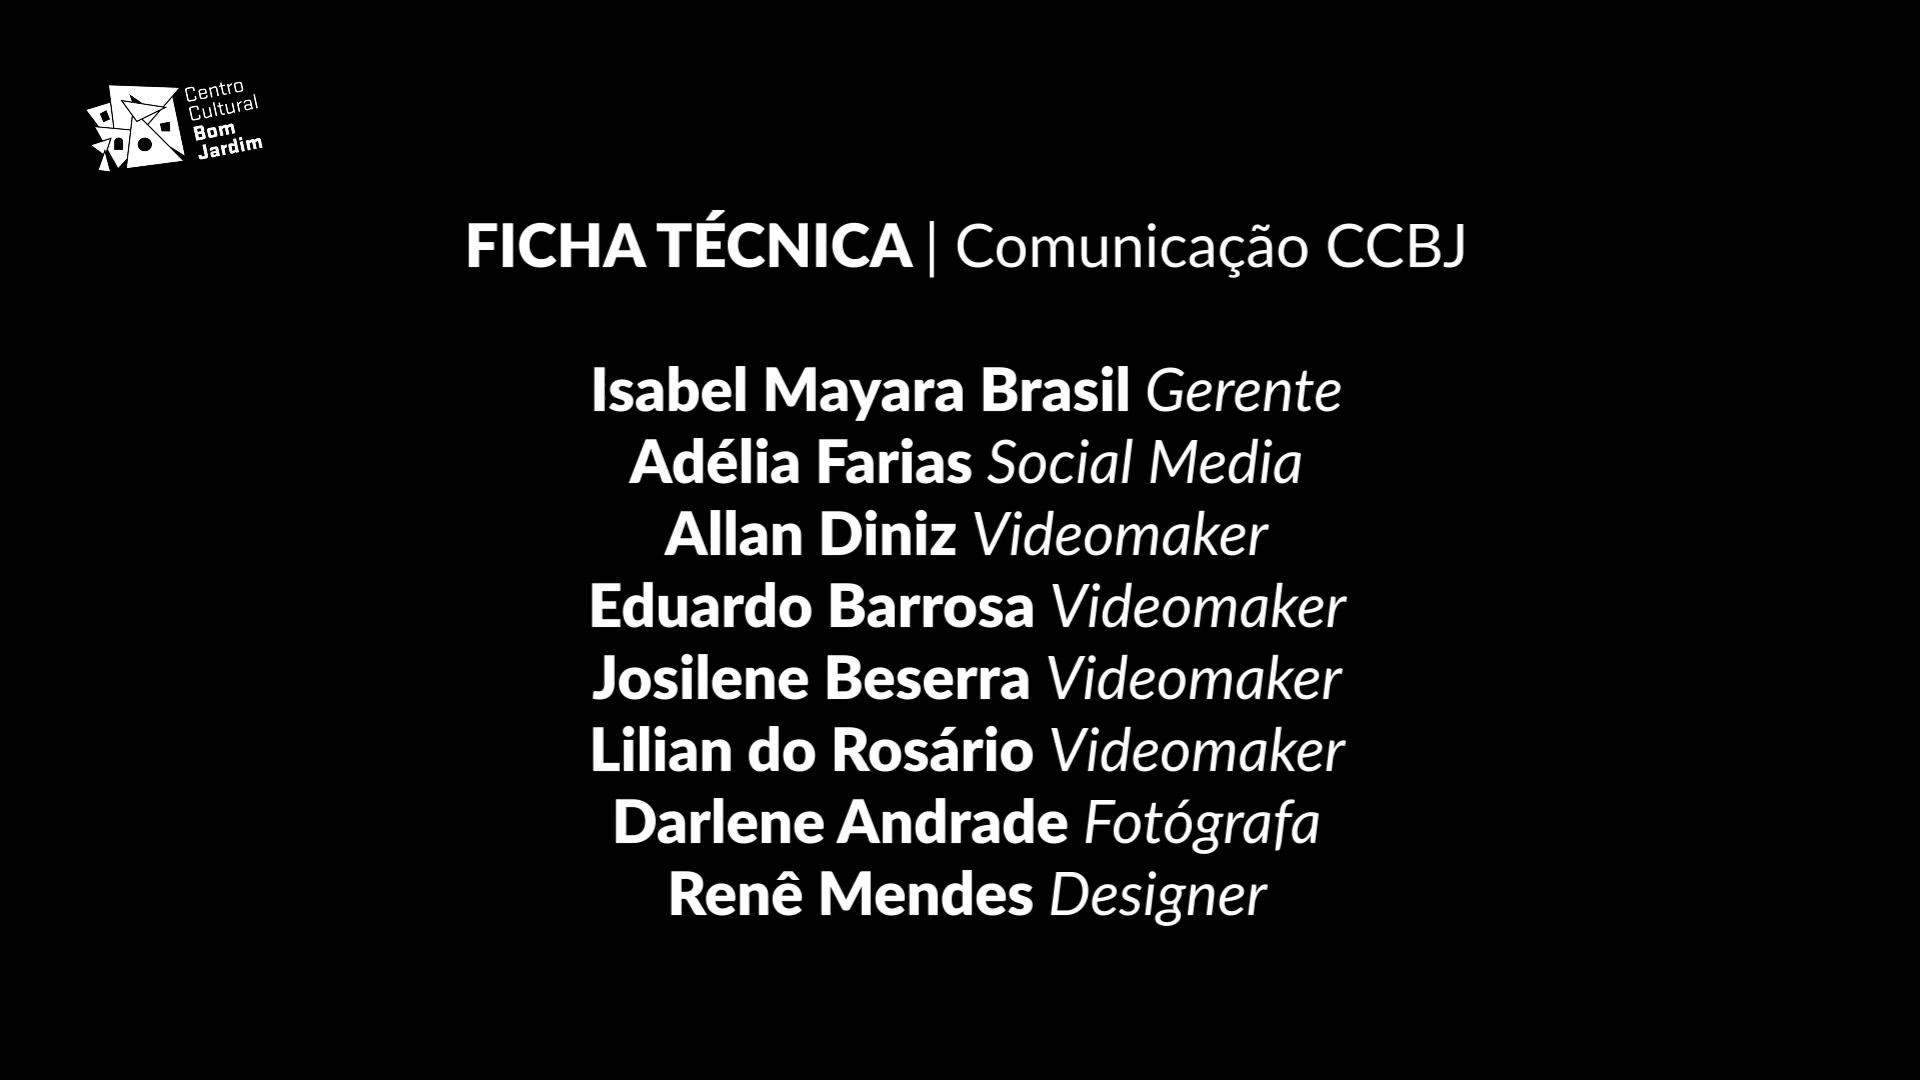 Centro
Cultural
Bom
Jardim
FICHA TÉCNICA | Comunicação CCBJ
Isabel Mayara Brasil Gerente
Adélia Farias Social Media
Allan Diniz Videomaker
Eduardo Barrosa Videomaker
Josilene Beserra Videomaker
Lilian do Rosário Videomaker
Darlene Andrade Fotógrafa
Renê Mendes Designer